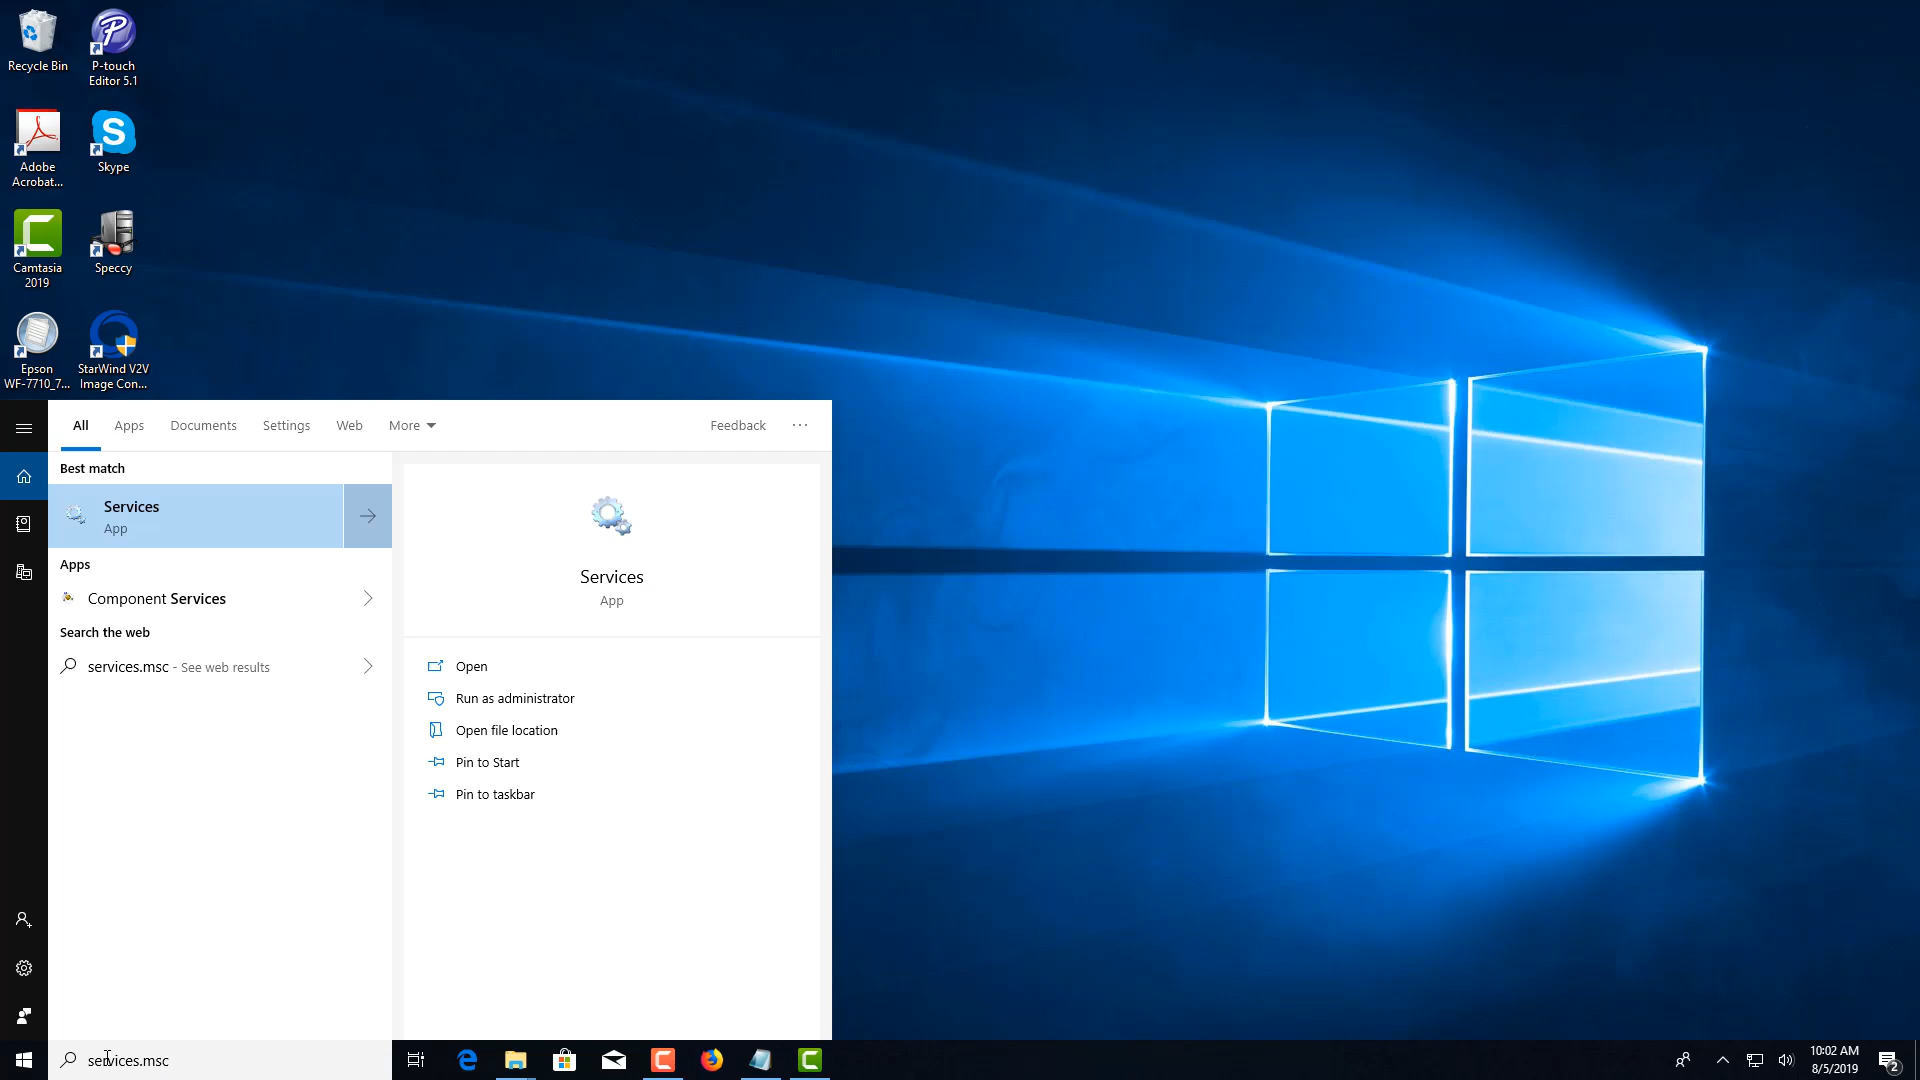 Recycle Bin
P-touch
Editor 5.1
Adobe
Acrobat...
Skype
Camtasia
2019
Speccy
Epson
WF-7710_7...
StarWind V2V
Image Con...
All Apps Documents Settings Web More Feedback ...
Best match
Services
App
Apps
Component Services
Search the web
services.msc - See web results
Services
App
Open
Run as administrator
Open file location
Pin to Start
Pin to taskbar
services.msc
10:02 AM
8/5/2019
2